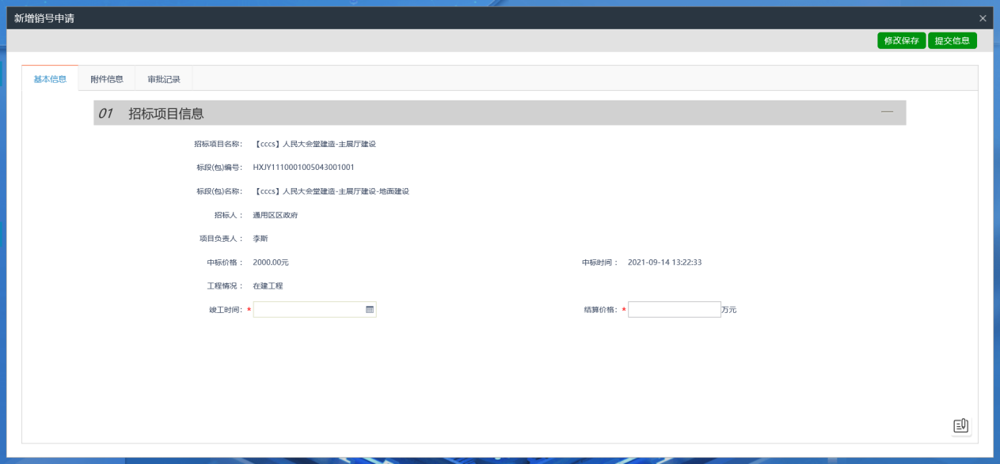 新增销号申请
修改保存 提交信息
基本信息 附件信息 审批记录
01 招标项目信息
招标项目名称： 【cccs】人民大会堂建造-主展厅建设
标段(包)编号： HXJY1110001005043001001
标段(包)名称： 【cccs】人民大会堂建造-主展厅建设-地面建设
招标人： 通用区区政府
项目负责人： 李斯
中标价格： 2000.00元 中标时间： 2021-09-14 13:22:33
工程情况： 在建工程
竣工时间：* 结算价格：* 万元